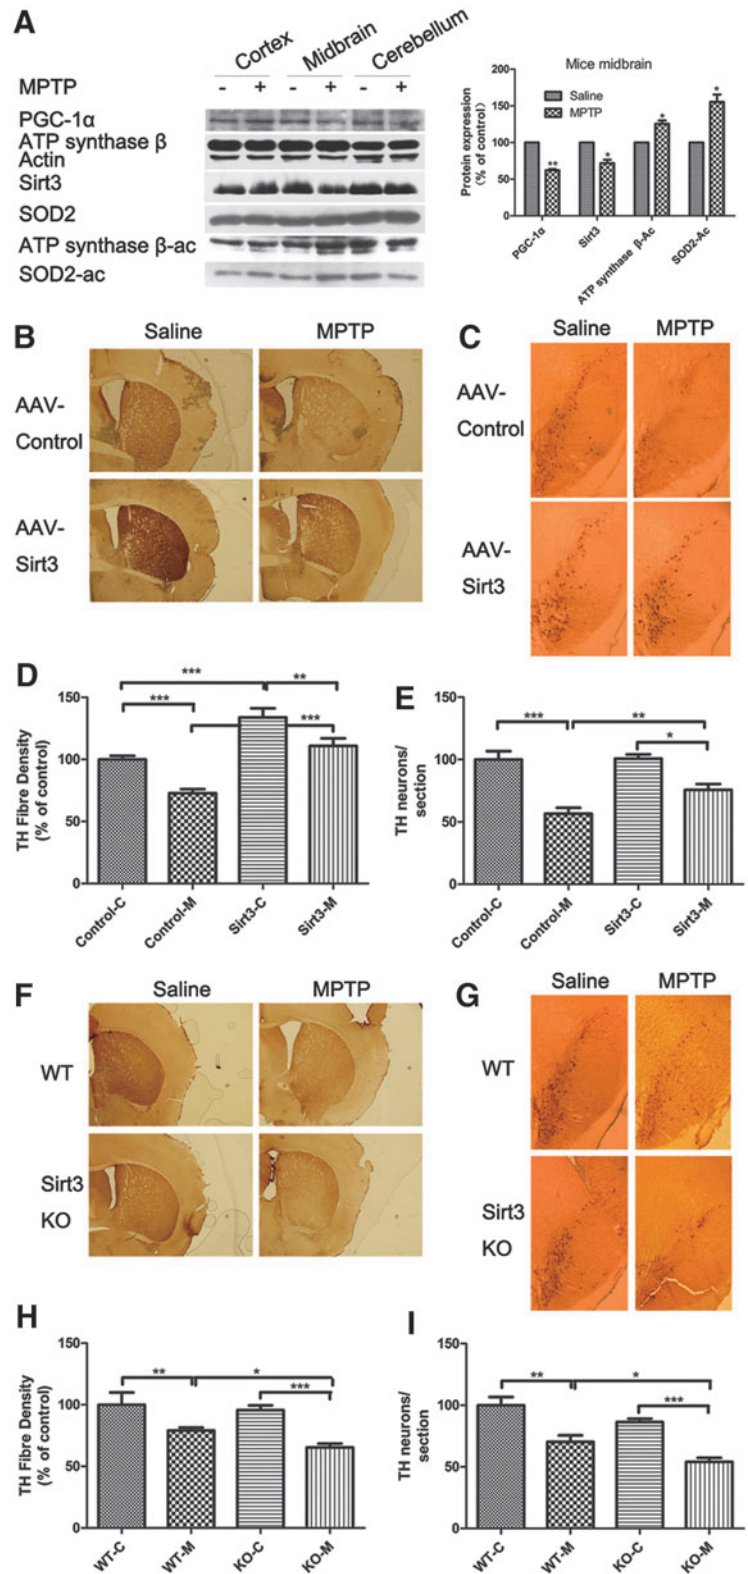 A
Cortex Midbrain Cerebellum
MPTP - + - + - +
PGC-1α
ATP synthase β
Actin
Sirt3
SOD2
ATP synthase β-ac
SOD2-ac
Mice midbrain
Saline
MPTP
Protein expression
(% of control)
200
150
100
50
0
** * * *
PGC-1α Sirt3 ATP synthase β-Ac SOD2-Ac
B
Saline MPTP
AAV-
Control
AAV-
Sirt3
C
Saline MPTP
AAV-
Control
AAV-
Sirt3
D
TH Fibre Density
(% of control)
150
100
50
0
*** **
*** ***
Control-C Control-M Sirt3-C Sirt3-M
E
TH neurons/
section
150
100
50
0
*** **
*
Control-C Control-M Sirt3-C Sirt3-M
F
Saline MPTP
WT
Sirt3
KO
G
Saline MPTP
WT
Sirt3
KO
H
TH Fibre Density
(% of control)
150
100
50
0
** *
***
WT-C WT-M KO-C KO-M
I
TH neurons/
section
150
100
50
0
** *
***
WT-C WT-M KO-C KO-M